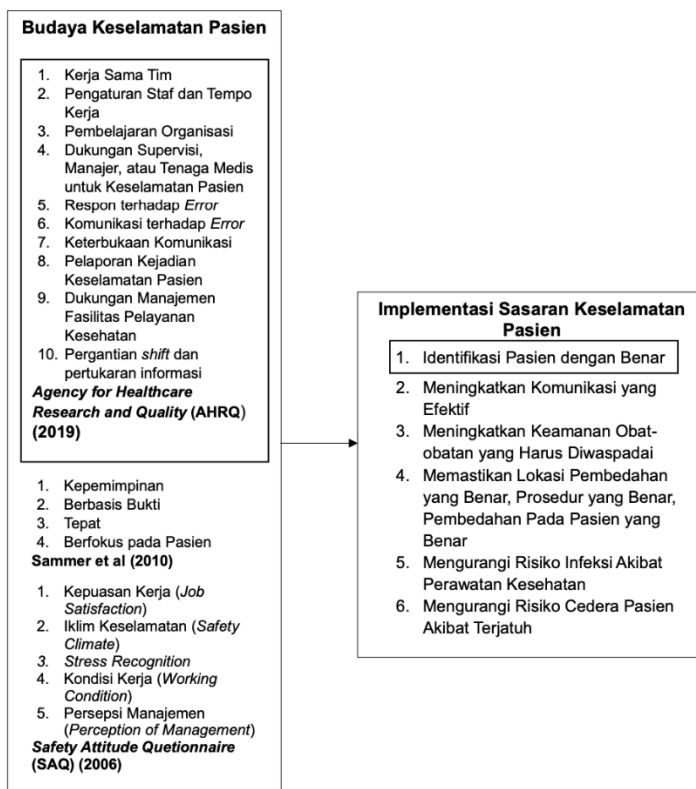 Budaya Keselamatan Pasien
1. Kerja Sama Tim
2. Pengaturan Staf dan Tempo
Kerja
3. Pembelajaran Organisasi
4. Dukungan Supervisi,
Manajer, atau Tenaga Medis
untuk Keselamatan Pasien
5. Respon terhadap Error
6. Komunikasi terhadap Error
7. Keterbukaan Komunikasi
8. Pelaporan Kejadian
Keselamatan Pasien
9. Dukungan Manajemen
Fasilitas Pelayanan
Kesehatan
10. Pergantian shift dan
pertukaran informasi
Agency for Healthcare
Research and Quality (AHRQ)
(2019)
1. Kepemimpinan
2. Berbasis Bukti
3. Tepat
4. Berfokus pada Pasien
Sammer et al (2010)
1. Kepuasan Kerja (Job
Satisfaction)
2. Iklim Keselamatan (Safety
Climate)
3. Stress Recognition
4. Kondisi Kerja (Working
Condition)
5. Persepsi Manajemen
(Perception of Management)
Safety Attitude Quetionnaire
(SAQ) (2006)
Implementasi Sasaran Keselamatan
Pasien
1. Identifikasi Pasien dengan Benar
2. Meningkatkan Komunikasi yang
Efektif
3. Meningkatkan Keamanan Obat-
obatan yang Harus Diwaspadai
4. Memastikan Lokasi Pembedahan
yang Benar, Prosedur yang Benar,
Pembedahan Pada Pasien yang
Benar
5. Mengurangi Risiko Infeksi Akibat
Perawatan Kesehatan
6. Mengurangi Risiko Cedera Pasien
Akibat Terjatuh